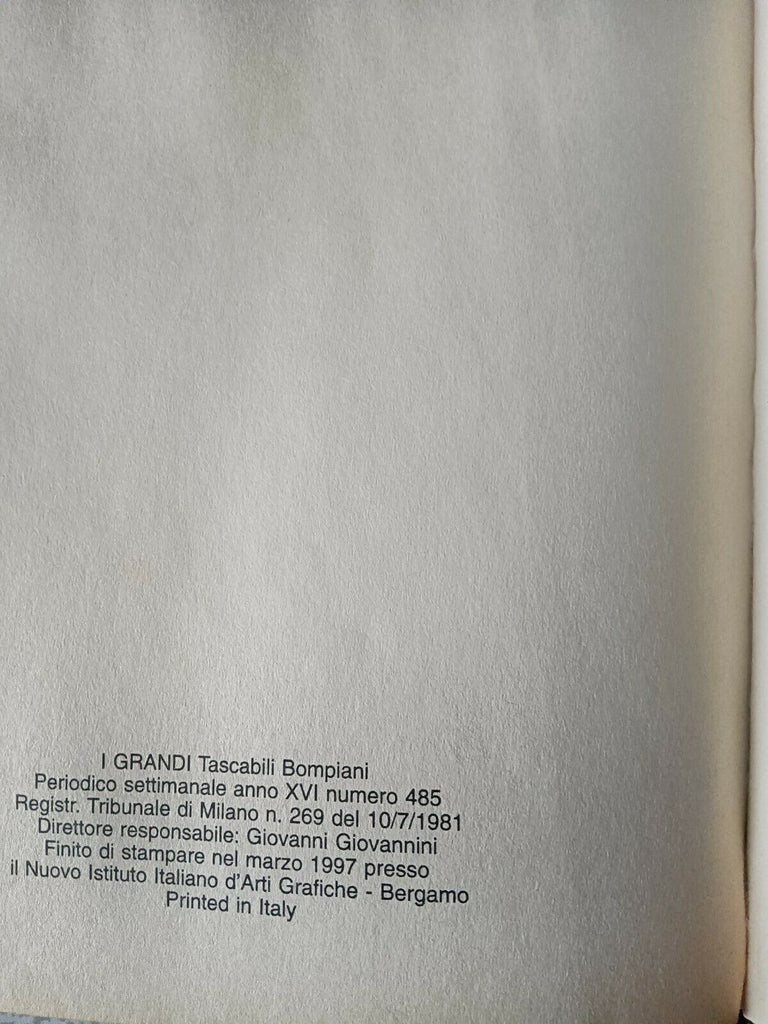 I GRANDI Tascabili Bompiani
Periodico settimanale anno XVI numero 485
Registr. Tribunale di Milano n. 269 del 10/7/1981
Direttore responsabile: Giovanni Giovannini
Finito di stampare nel marzo 1997 presso
il Nuovo Istituto Italiano d'Arti Grafiche - Bergamo
Printed in Italy